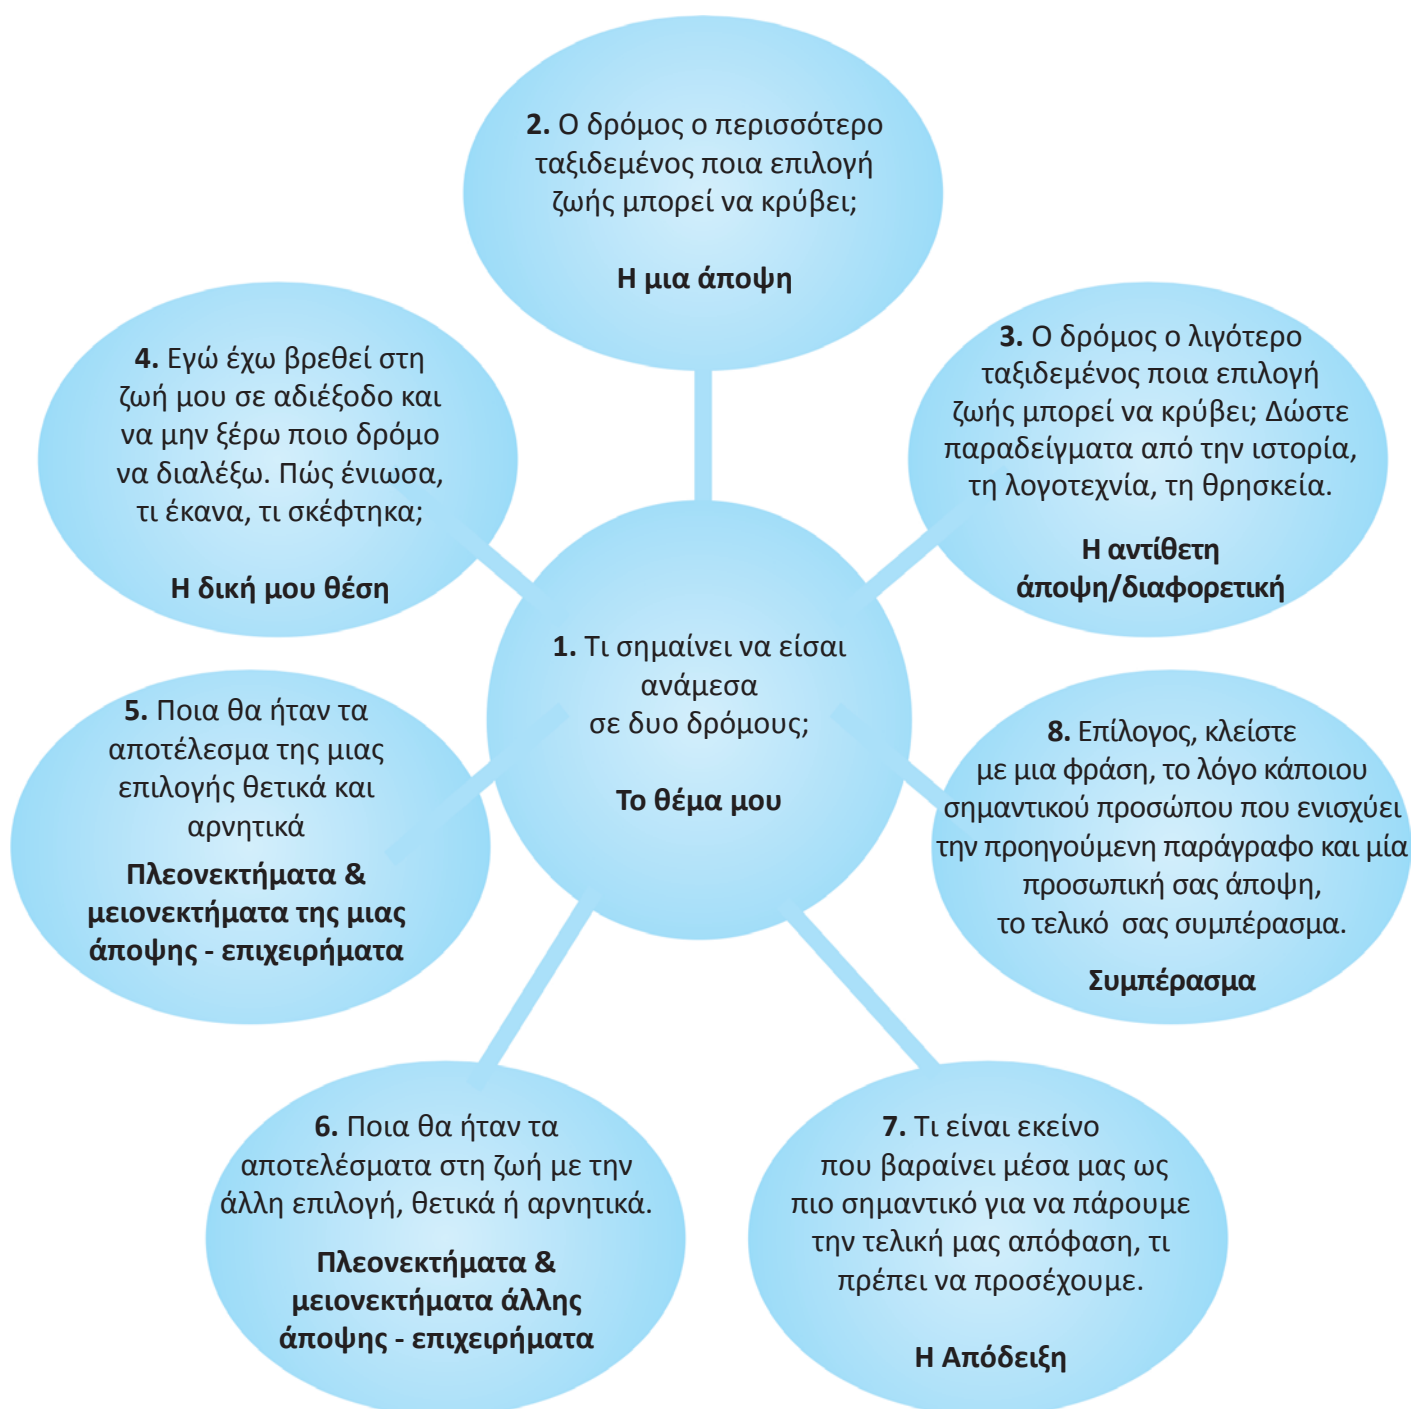 2. Ο δρόμος ο περισσότερο
ταξιδεμένος ποια επιλογή
ζωής μπορεί να κρύβει;
Η μια άποψη
4. Εγώ έχω βρεθεί στη
ζωή μου σε αδιέξοδο και
να μην ξέρω ποιο δρόμο
να διαλέξω. Πώς ένιωσα,
τι έκανα, τι σκέφτηκα;
Η δική μου θέση
3. Ο δρόμος ο λιγότερο
ταξιδεμένος ποια επιλογή
ζωής μπορεί να κρύβει; Δώστε
παραδείγματα από την ιστορία,
τη λογοτεχνία, τη θρησκεία.
Η αντίθετη
άποψη/διαφορετική
1. Τι σημαίνει να είσαι
ανάμεσα
σε δυο δρόμους;
Το θέμα μου
5. Ποια θα ήταν τα
αποτέλεσμα της μιας
επιλογής θετικά και
αρνητικά
Πλεονεκτήματα &
μειονεκτήματα της μιας
άποψης - επιχειρήματα
8. Επίλογος, κλείστε
με μια φράση, το λόγο κάποιου
σημαντικού προσώπου που ενισχύει
την προηγούμενη παράγραφο και μία
προσωπική σας άποψη,
το τελικό σας συμπέρασμα.
Συμπέρασμα
6. Ποια θα ήταν τα
αποτελέσματα στη ζωή με την
άλλη επιλογή, θετικά ή αρνητικά.
Πλεονεκτήματα &
μειονεκτήματα άλλης
άποψης - επιχειρήματα
7. Τι είναι εκείνο
που βαραίνει μέσα μας ως
πιο σημαντικό για να πάρουμε
την τελική μας απόφαση, τι
πρέπει να προσέχουμε.
Η Απόδειξη